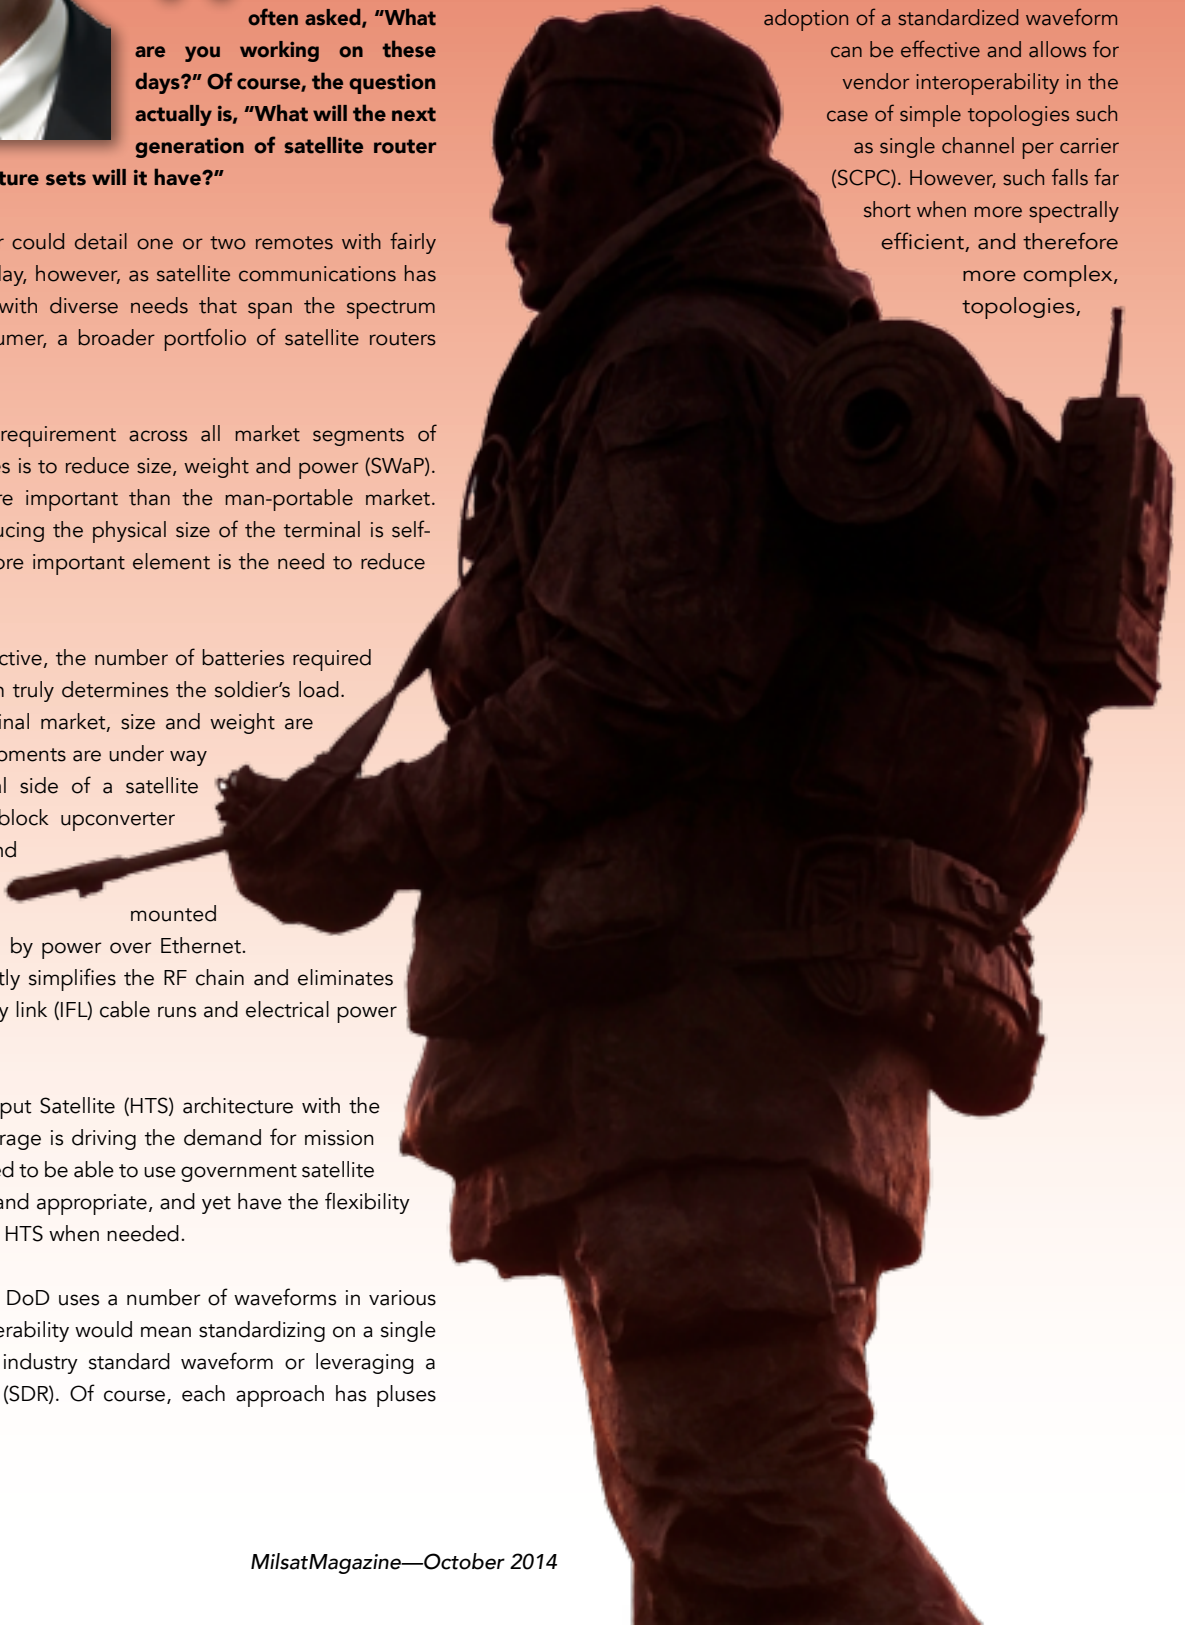 often asked, “What
are you working on these
days?” Of course, the question
actually is, “What will the next
generation of satellite router
ture sets will it have?”
r could detail one or two remotes with fairly
lay, however, as satellite communications has
with diverse needs that span the spectrum
umer, a broader portfolio of satellite routers
requirement across all market segments of
es is to reduce size, weight and power (SWaP).
re important than the man-portable market.
ucing the physical size of the terminal is self-
ore important element is the need to reduce
ctive, the number of batteries required
n truly determines the soldier’s load.
inal market, size and weight are
pments are under way
al side of a satellite
block upconverter
nd
mounted
by power over Ethernet.
tly simplifies the RF chain and eliminates
y link (IFL) cable runs and electrical power
put Satellite (HTS) architecture with the
rage is driving the demand for mission
ed to be able to use government satellite
and appropriate, and yet have the flexibility
HTS when needed.
DoD uses a number of waveforms in various
erability would mean standardizing on a single
industry standard waveform or leveraging a
(SDR). Of course, each approach has pluses
adoption of a standardized waveform
can be effective and allows for
vendor interoperability in the
case of simple topologies such
as single channel per carrier
(SCPC). However, such falls far
short when more spectrally
efficient, and therefore
more complex,
topologies,
MilsatMagazine—October 2014